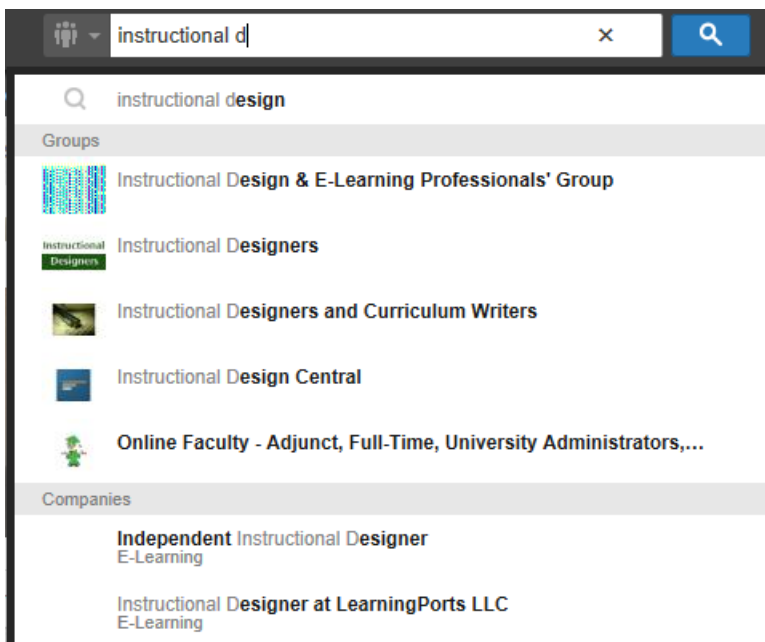 instructional d
instructional design
Groups
Instructional Design & E-Learning Professionals' Group
Instructional
Designers
Instructional Designers
Instructional Designers and Curriculum Writers
Instructional Design Central
Online Faculty - Adjunct, Full-Time, University Administrators,...
Companies
Independent Instructional Designer
E-Learning
Instructional Designer at LearningPorts LLC
E-Learning